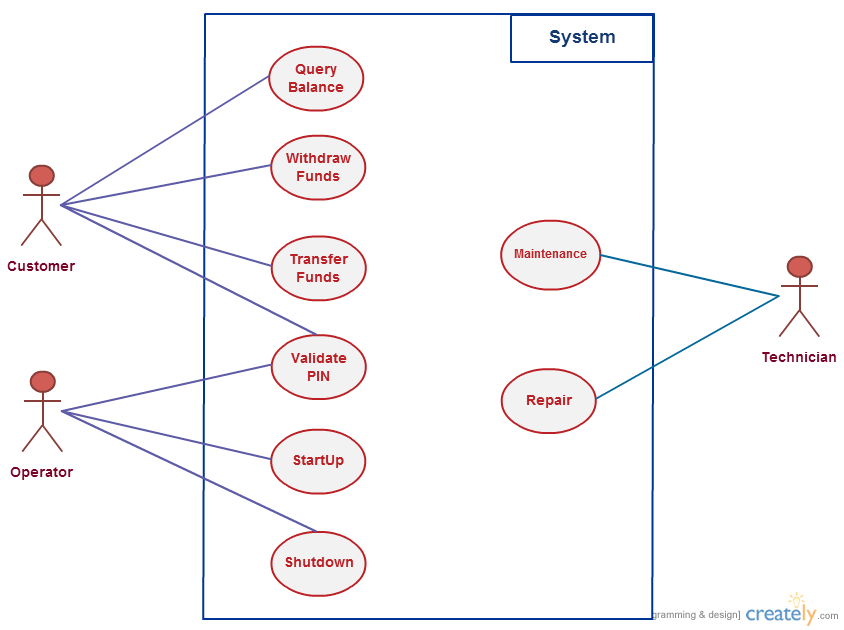 System
Query
Balance
Withdraw
Funds
Transfer
Funds
Maintenance
Customer
Validate
PIN
Technician
Repair
StartUp
Operator
Shutdown
gramming & design]
creately.com